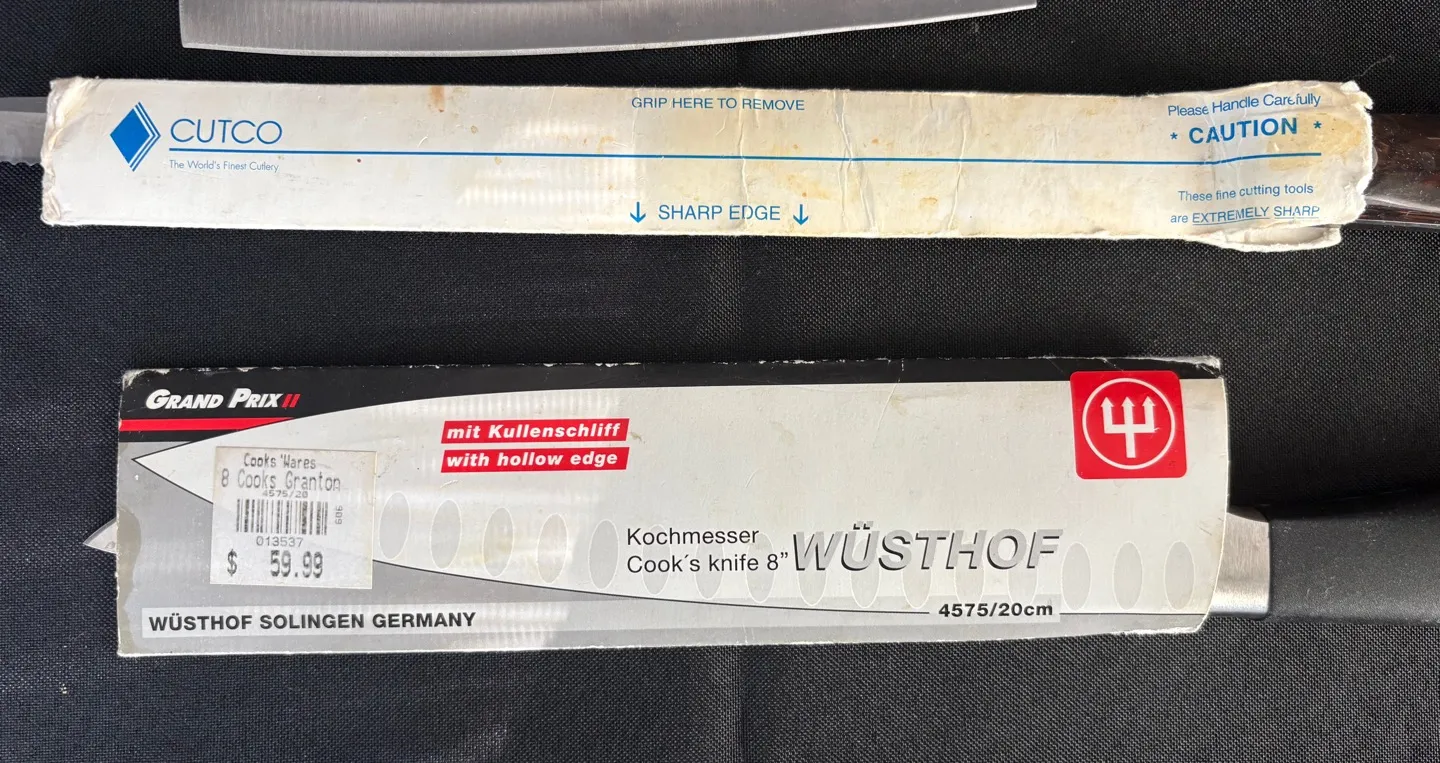 CUTCO
The World's Finest Cutlery
GRIP HERE TO REMOVE
↓ SHARP EDGE ↓
Please Handle Carefully
* CAUTION *
These fine cutting tools
are EXTREMELY SHARP
GRAND PRIX II
mit Kullenschliff
with hollow edge
Cooks 'Wares
8 Cooks Granton
4575/20
606
013537
$ 59.99
Kochmesser
Cook´s knife 8”
WÜSTHOF
4575/20cm
WÜSTHOF SOLINGEN GERMANY